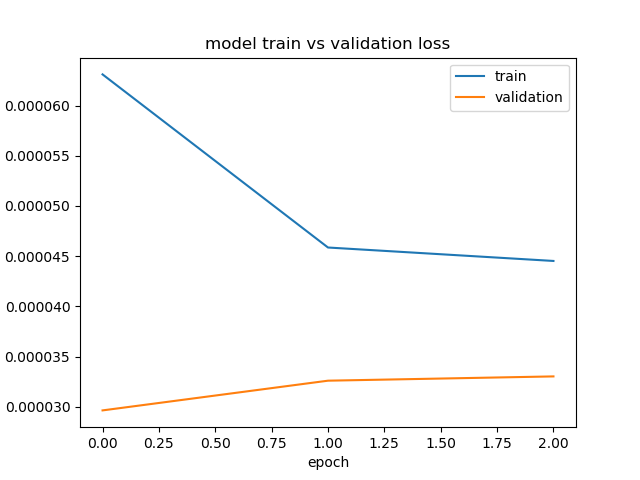 model train vs validation loss
train
validation
0.000060
0.000055
0.000050
0.000045
0.000040
0.000035
0.000030
0.00 0.25 0.50 0.75 1.00 1.25 1.50 1.75 2.00
epoch